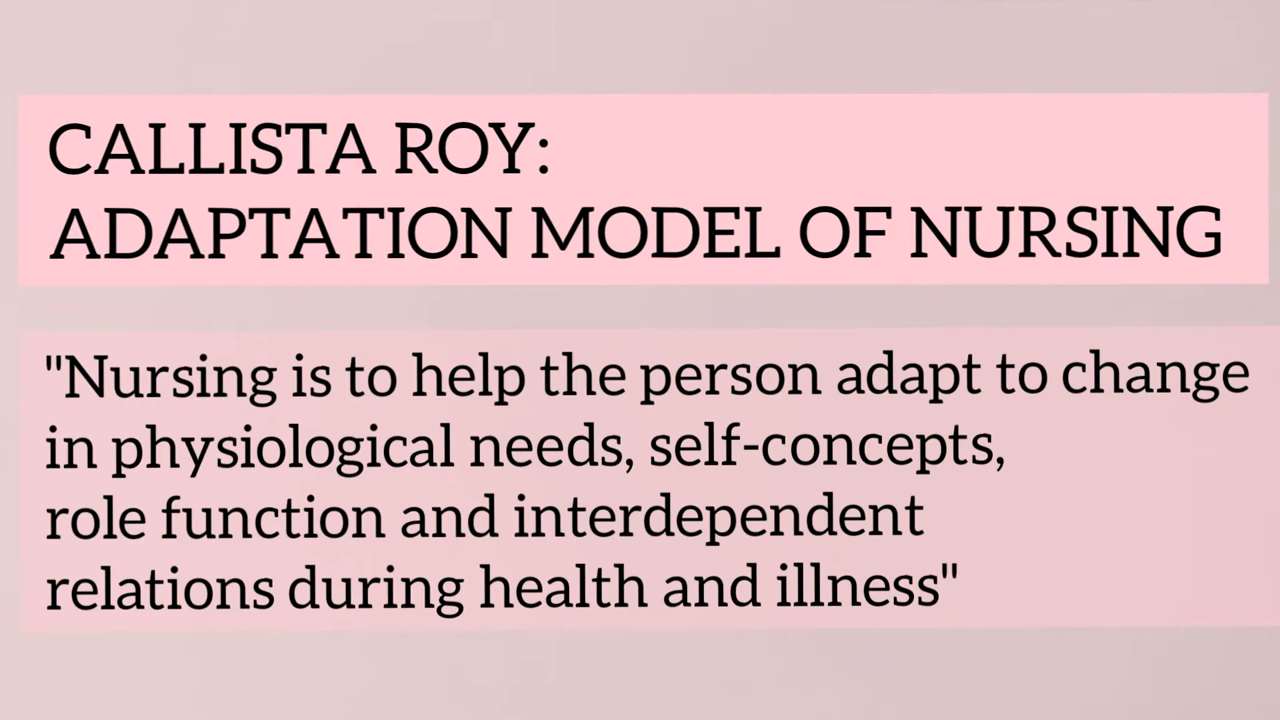 CALLISTA ROY:
ADAPTATION MODEL OF NURSING
"Nursing is to help the person adapt to change
in physiological needs, self-concepts,
role function and interdependent
relations during health and illness"